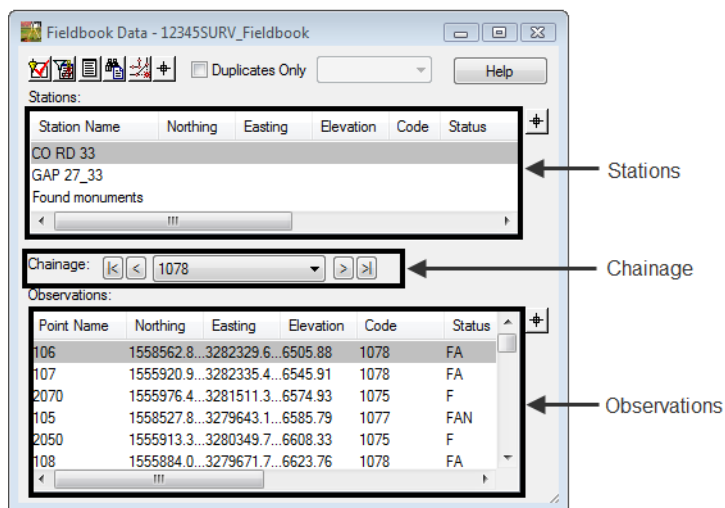 Fieldbook Data - 12345SURV_Fieldbook
Duplicates Only
Help
Stations:
Station Name Northing Easting Elevation Code Status
CO RD 33
GAP 27_33
Found monuments
Stations
Chainage: |< < 1078 > >|
Chainage
Observations:
Point Name Northing Easting Elevation Code Status
106 1558562.8...3282329.6...6505.88 1078 FA
107 1555920.9...3282335.4...6545.91 1078 FA
2070 1555976.4...3281511.3...6574.93 1075 F
105 1558527.8...3279643.1...6585.79 1077 FAN
2050 1555913.3...3280349.7...6608.33 1075 F
108 1555884.0...3279671.7...6623.76 1078 FA
Observations